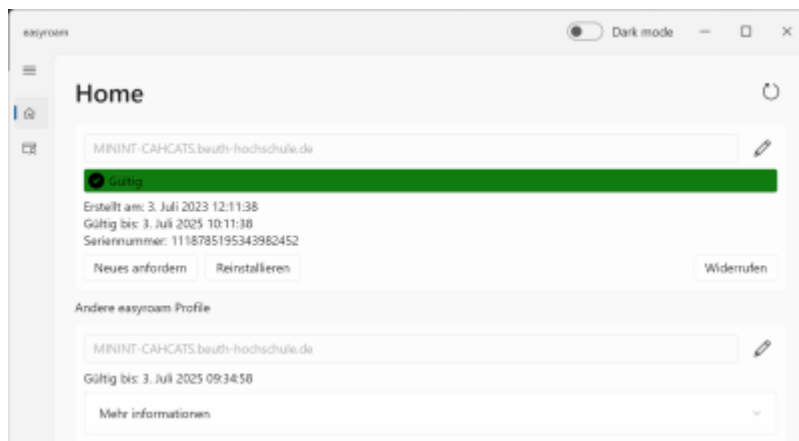 easyroam
Dark mode
Home
MININT-CAHCATS.beuth-hochschule.de
Gültig
Erstellt am: 3. Juli 2023 12:11:38
Gültig bis: 3. Juli 2025 10:11:38
Seriennummer: 1118785195343982452
Neues anfordern Reinstallieren Widerrufen
Andere easyroam Profile
MININT-CAHCATS.beuth-hochschule.de
Gültig bis: 3. Juli 2025 09:34:58
Mehr informationen